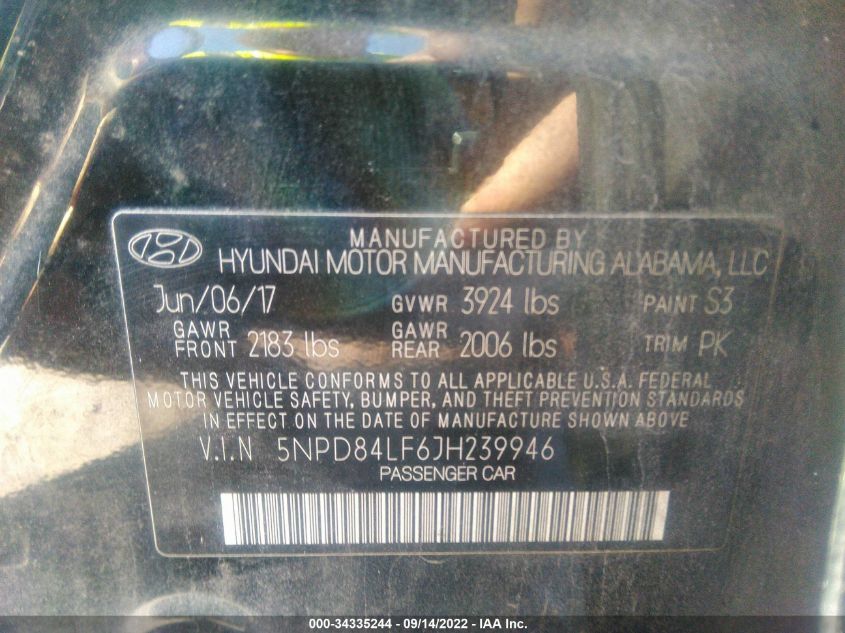 MANUFACTURED BY
HYUNDAI MOTOR MANUFACTURING ALABAMA, LLC
Jun/06/17 GVWR 3924 lbs PAINT S3
GAWR FRONT 2183 lbs GAWR REAR 2006 lbs TRIM PK
THIS VEHICLE CONFORMS TO ALL APPLICABLE U.S.A. FEDERAL
MOTOR VEHICLE SAFETY, BUMPER, AND THEFT PREVENTION STANDARDS
IN EFFECT ON THE DATE OF MANUFACTURE SHOWN ABOVE
V.I.N 5NPD84LF6JH239946
PASSENGER CAR
000-34335244 - 09/14/2022 - IAA Inc.